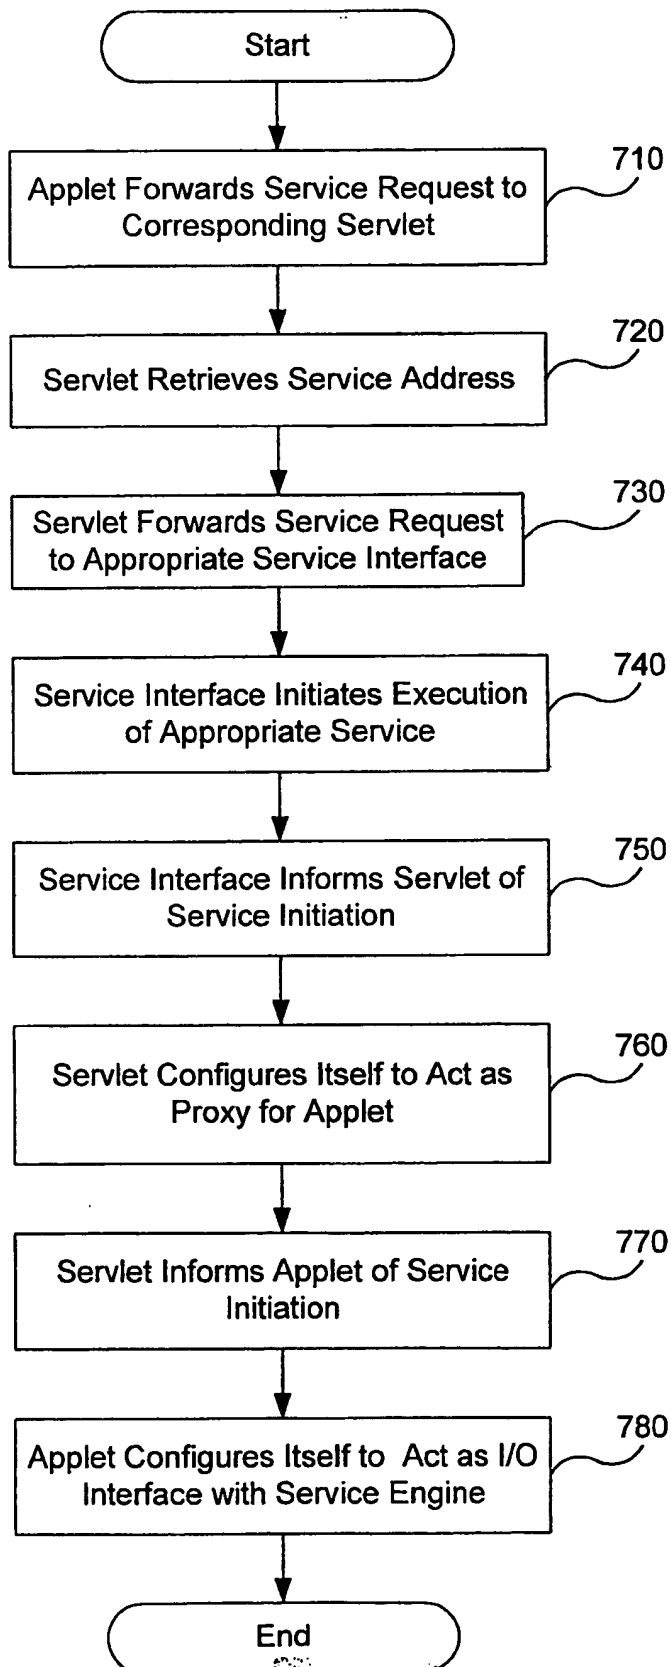 Start
710
Applet Forwards Service Request to
Corresponding Servlet
720
Servlet Retrieves Service Address
730
Servlet Forwards Service Request
to Appropriate Service Interface
740
Service Interface Initiates Execution
of Appropriate Service
750
Service Interface Informs Servlet of
Service Initiation
760
Servlet Configures Itself to Act as
Proxy for Applet
770
Servlet Informs Applet of Service
Initiation
780
Applet Configures Itself to Act as I/O
Interface with Service Engine
End